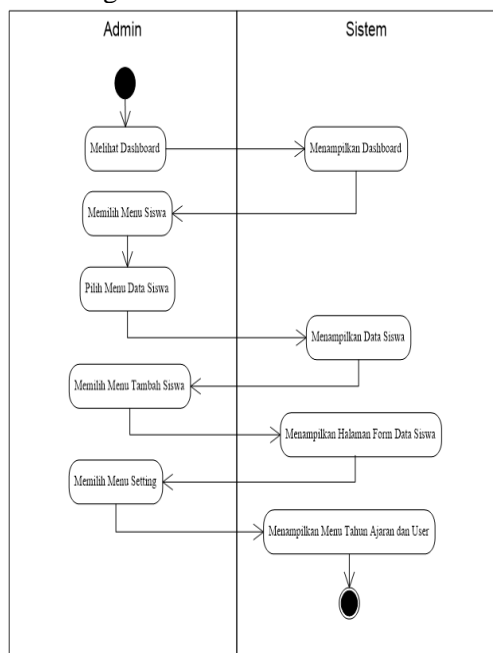 Admin
Sistem
Melihat Dashboard
Menampilkan Dashboard
Memilih Menu Siswa
Pilih Menu Data Siswa
Menampilkan Data Siswa
Memilih Menu Tambah Siswa
Menampilkan Halaman Form Data Siswa
Memilih Menu Setting
Menampilkan Menu Tahun Ajaran dan User